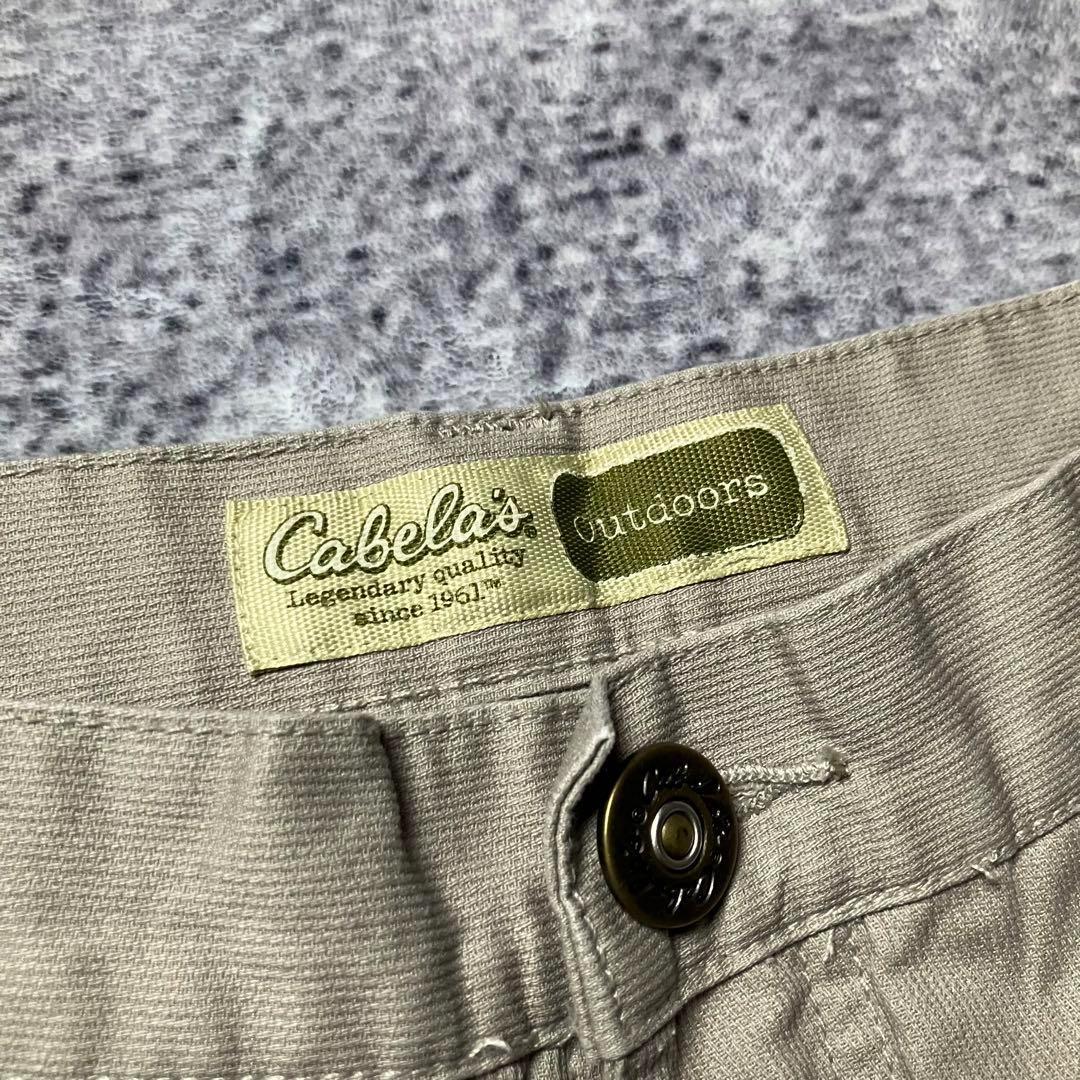 Cabela's® Outdoors
Legendary quality
since 1961™